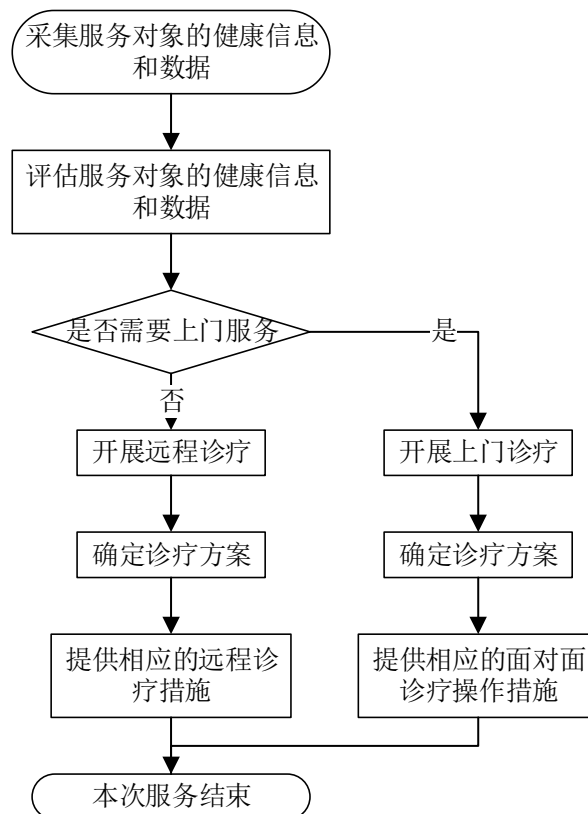 采集服务对象的健康信息
和数据
评估服务对象的健康信息
和数据
是否需要上门服务
是
否
开展远程诊疗
开展上门诊疗
确定诊疗方案
确定诊疗方案
提供相应的远程诊
疗措施
提供相应的面对面
诊疗操作措施
本次服务结束